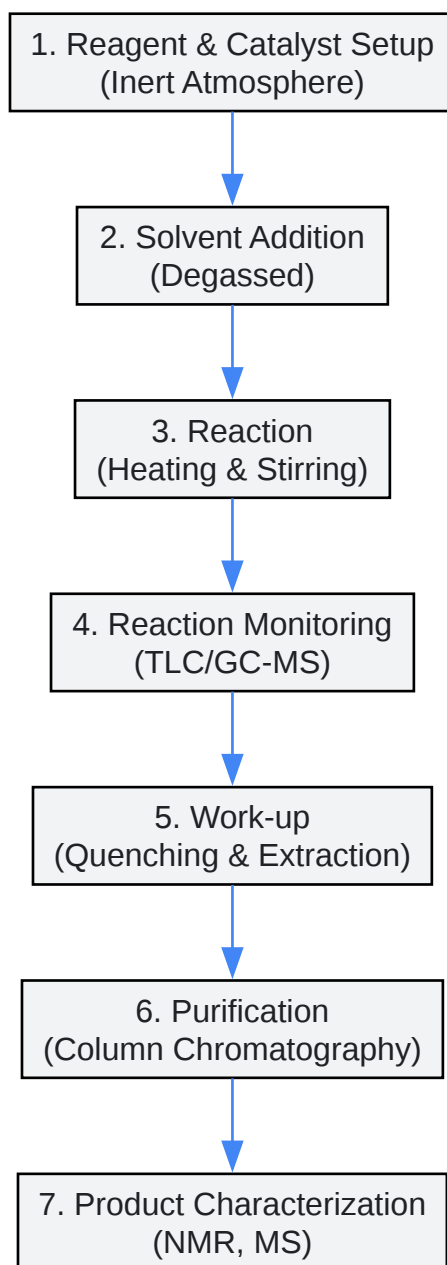 1. Reagent & Catalyst Setup
(Inert Atmosphere)
2. Solvent Addition
(Degassed)
3. Reaction
(Heating & Stirring)
4. Reaction Monitoring
(TLC/GC-MS)
5. Work-up
(Quenching & Extraction)
6. Purification
(Column Chromatography)
7. Product Characterization
(NMR, MS)